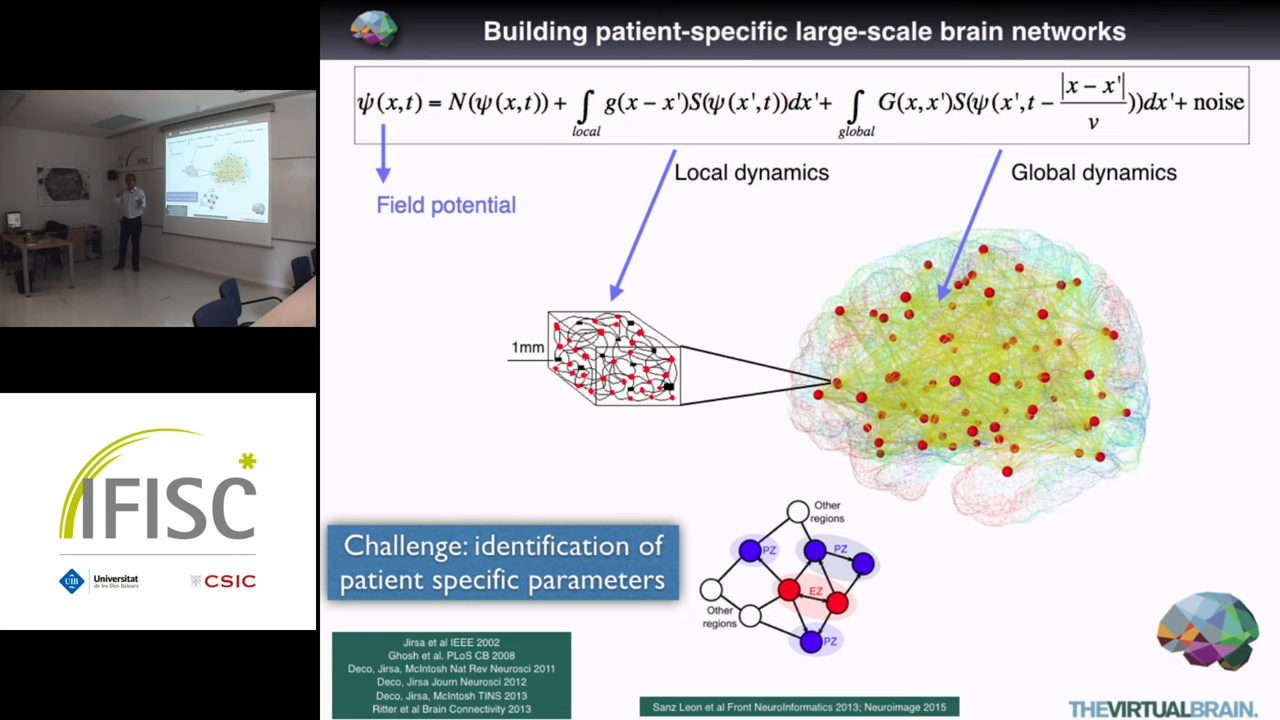 Building patient-specific large-scale brain networks
ψ̇(x,t) = N(ψ(x,t)) + ∫local g(x − x')S(ψ(x',t))dx' + ∫global G(x,x')S(ψ(x',t − |x − x'|/v))dx' + noise
Local dynamics
Global dynamics
Field potential
1mm
IFISC
UIB
Universitat
de les Illes Balears
CSIC
Challenge: identification of
patient specific parameters
Other
regions
PZ
PZ
EZ
Other
regions
PZ
Jirsa et al IEEE 2002
Ghosh et al. PLoS CB 2008
Deco, Jirsa, McIntosh Nat Rev Neurosci 2011
Deco, Jirsa Journ Neurosci 2012
Deco, Jirsa, McIntosh TINS 2013
Ritter et al Brain Connectivity 2013
Sanz Leon et al Front NeuroInformatics 2013; Neuroimage 2015
THEVIRTUALBRAIN.